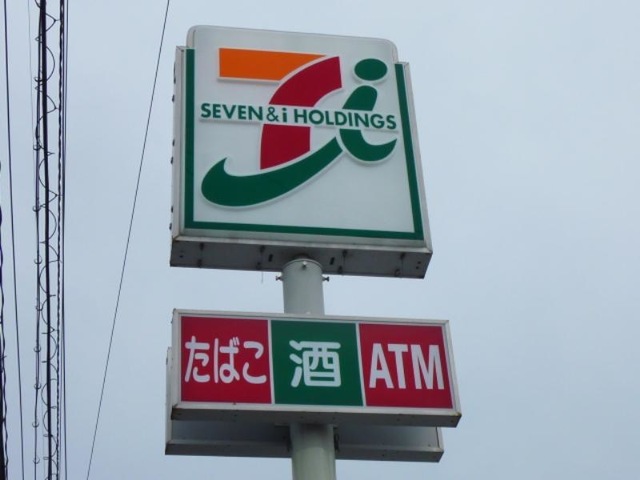 SEVEN & i HOLDINGS
たばこ 酒 ATM